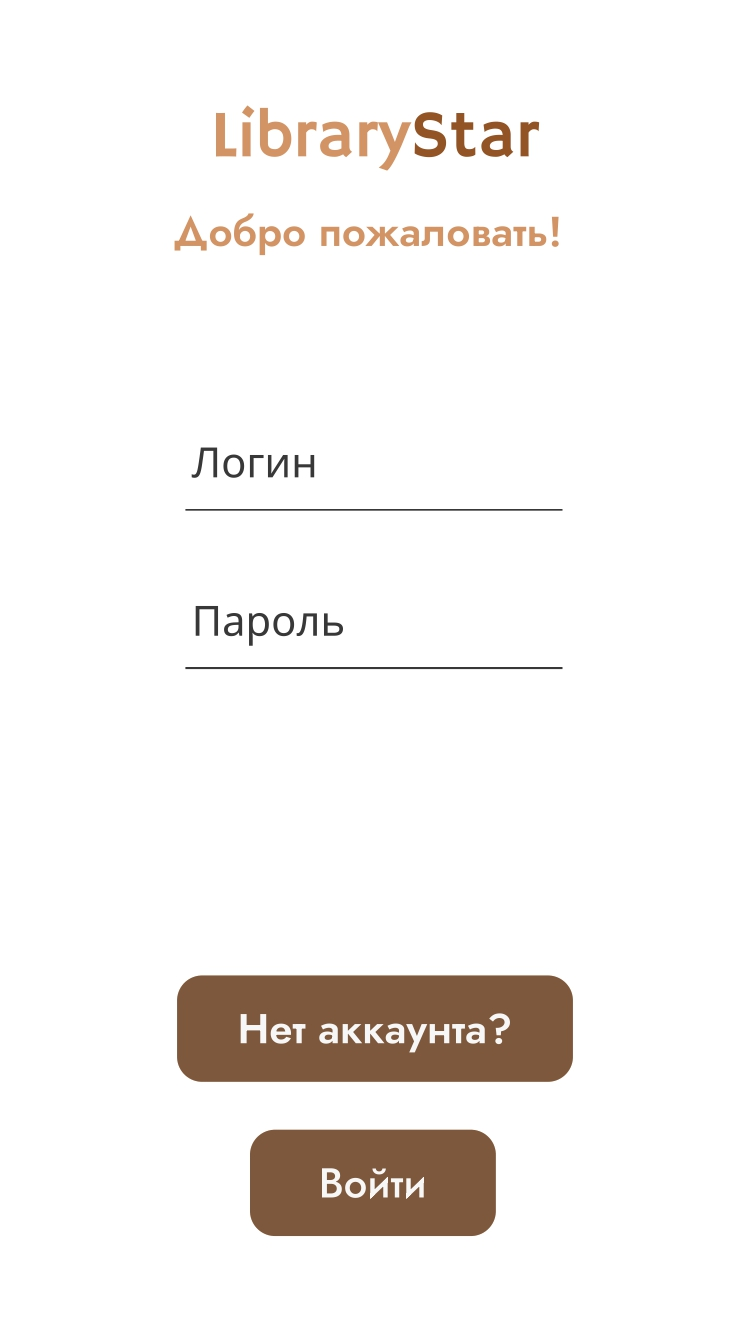 LibraryStar
Добро пожаловать!
Логин
Пароль
Нет аккаунта?
Войти